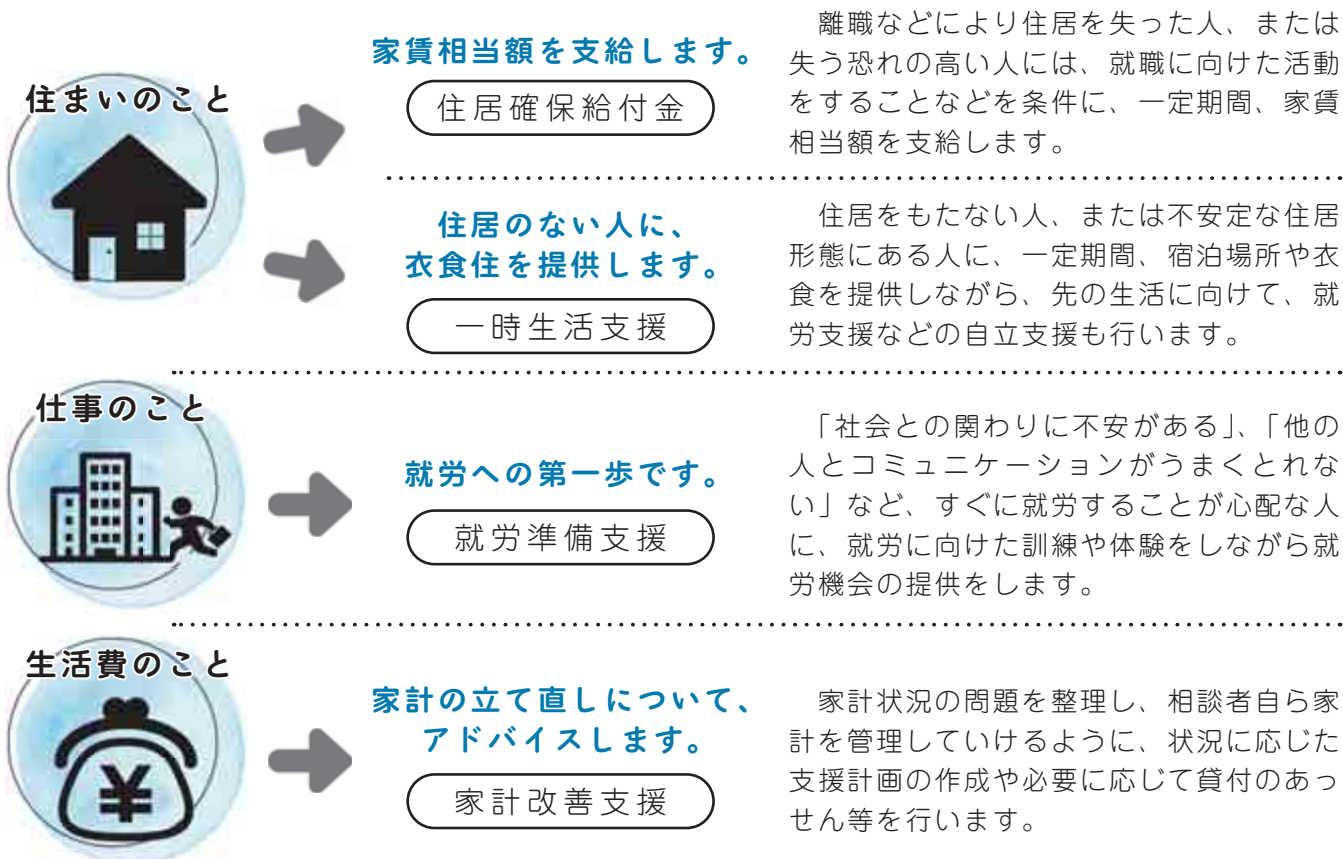 住まいのこと
家賃相当額を支給します。
住居確保給付金
離職などにより住居を失った人、または
失う恐れの高い人には、就職に向けた活動
をすることなどを条件に、一定期間、家賃
相当額を支給します。
住居のない人に、
衣食住を提供します。
一時生活支援
住居をもたない人、または不安定な住居
形態にある人に、一定期間、宿泊場所や衣
食を提供しながら、先の生活に向けて、就
労支援などの自立支援も行います。
仕事のこと
就労への第一歩です。
就労準備支援
「社会との関わりに不安がある」、「他の
人とコミュニケーションがうまくとれな
い」など、すぐに就労することが心配な人
に、就労に向けた訓練や体験をしながら就
労機会の提供をします。
生活費のこと
¥
家計の立て直しについて、
アドバイスします。
家計改善支援
家計状況の問題を整理し、相談者自ら家
計を管理していけるように、状況に応じた
支援計画の作成や必要に応じて貸付のあっ
せん等を行います。